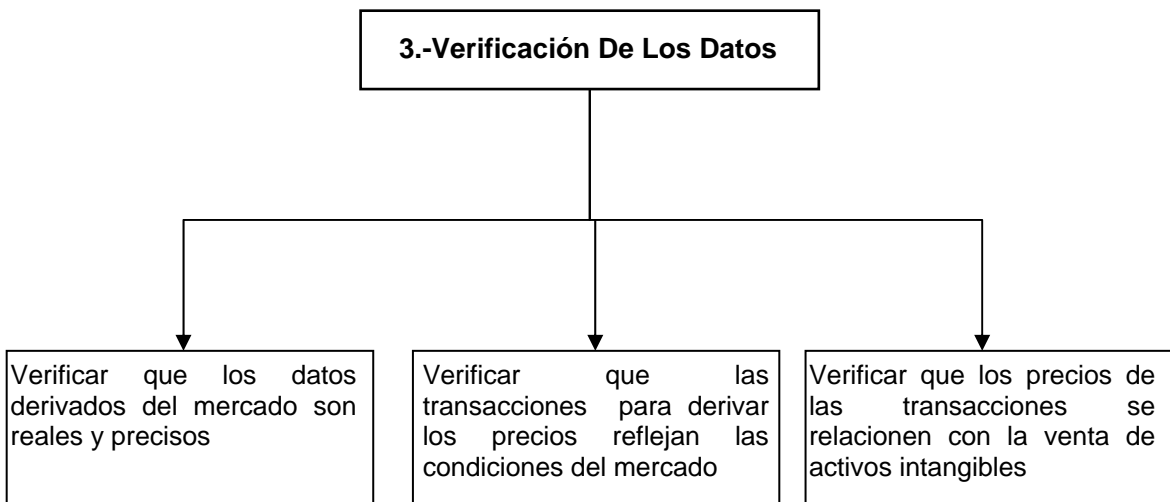 3.-Verificación De Los Datos
Verificar que los datos
derivados del mercado son
reales y precisos
Verificar que las
transacciones para derivar
los precios reflejan las
condiciones del mercado
Verificar que los precios de
las transacciones se
relacionen con la venta de
activos intangibles